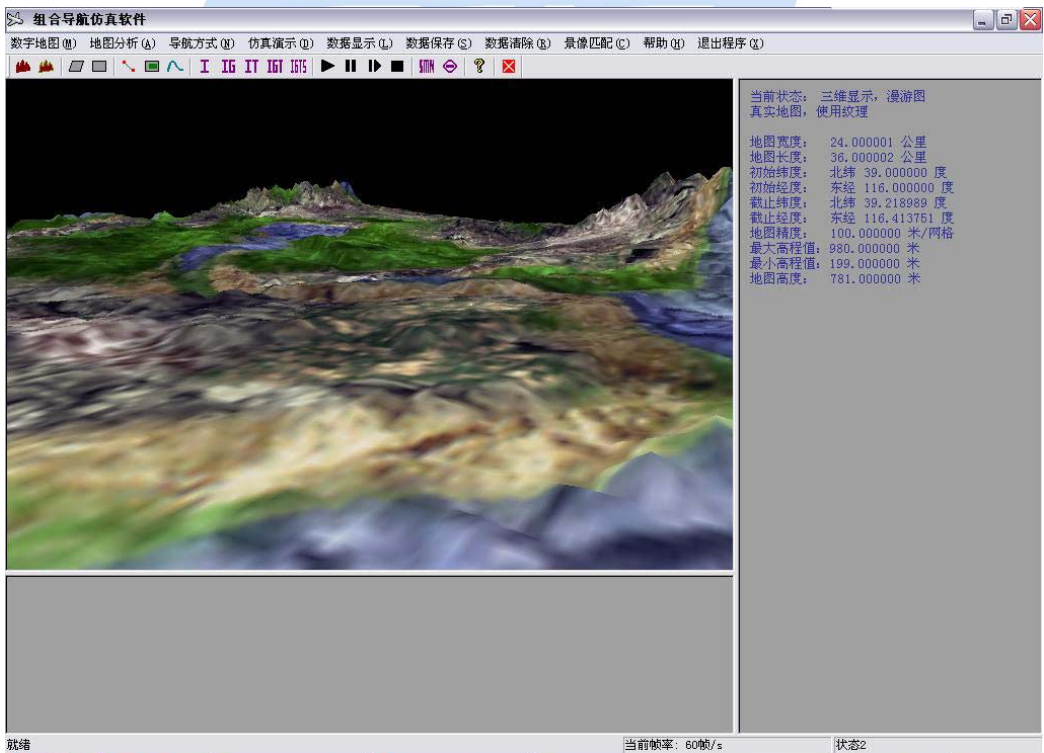 组合导航仿真软件
数字地图(M) 地图分析(A) 导航方式(N) 仿真演示(D) 数据显示(L) 数据保存(S) 数据清除(R) 景像匹配(C) 帮助(H) 退出程序(X)
I IG IT IGT IGTS SMN ?
当前状态: 三维显示, 漫游图
真实地图, 使用纹理
地图宽度: 24.000001 公里
地图长度: 36.000002 公里
初始纬度: 北纬 39.000000 度
初始经度: 东经 116.000000 度
截止纬度: 北纬 39.218989 度
截止经度: 东经 116.413751 度
地图精度: 100.000000 米/网格
最大高程值: 980.000000 米
最小高程值: 199.000000 米
地图高度: 781.000000 米
就绪 当前帧率: 60帧/s 状态2